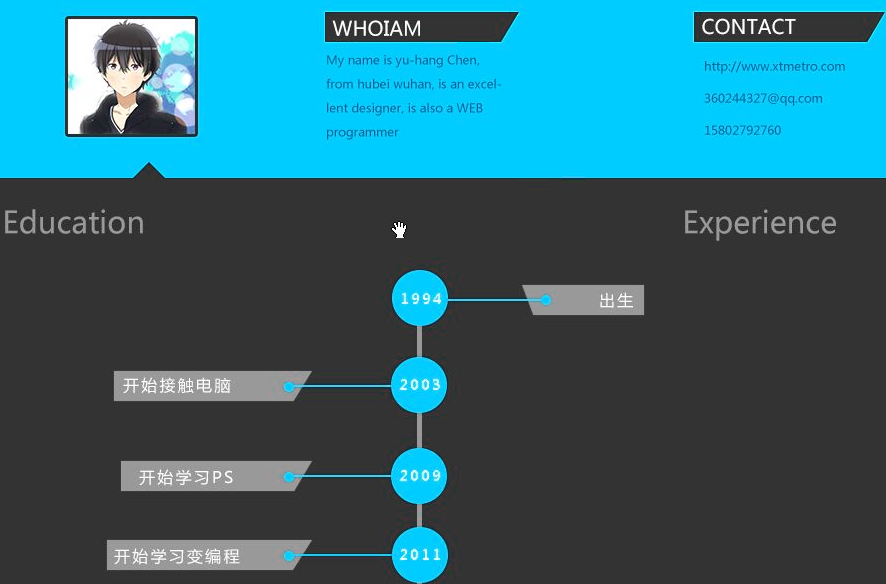 WHOIAM
My name is yu-hang Chen,
from hubei wuhan, is an excel-
lent designer, is also a WEB
programmer
CONTACT
http://www.xtmetro.com
360244327@qq.com
15802792760
Education
Experience
1994
出生
开始接触电脑
2003
开始学习PS
2009
开始学习变编程
2011